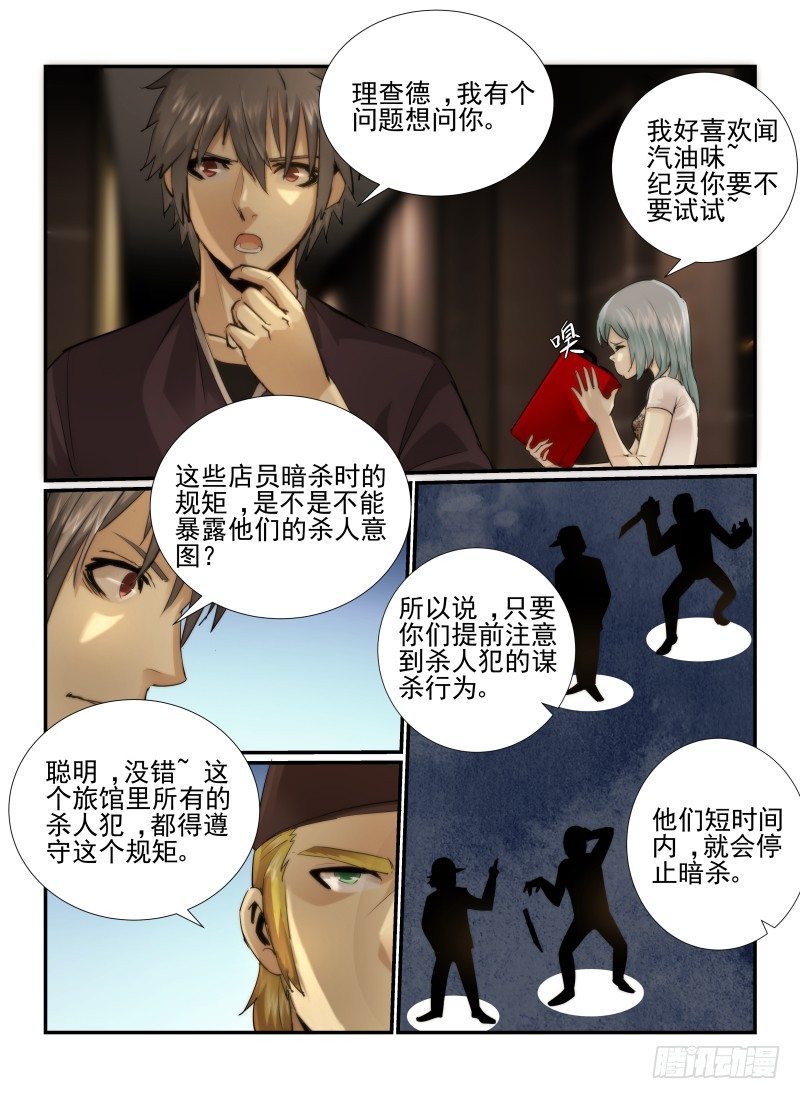 理查德，我有个
问题想问你。
我好喜欢闻
汽油味~
纪灵你要不
要试试~
嗅
这些店员暗杀时的
规矩，是不是不能
暴露他们的杀人意
图？
所以说，只要
你们提前注意
到杀人犯的谋
杀行为。
聪明，没错~ 这
个旅馆里所有的
杀人犯，都得遵
守这个规矩。
他们短时间
内，就会停
止暗杀。
腾讯动漫